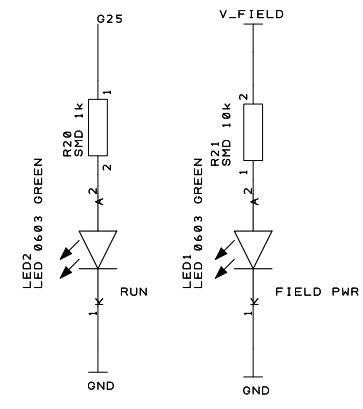 G25
1
R20
SMD 1k
2
A 2
LED2
LED 0603 GREEN
RUN
1 K
GND
V_FIELD
2
R21
SMD 10k
1
A 2
LED1
LED 0603 GREEN
FIELD PWR
1 K
GND